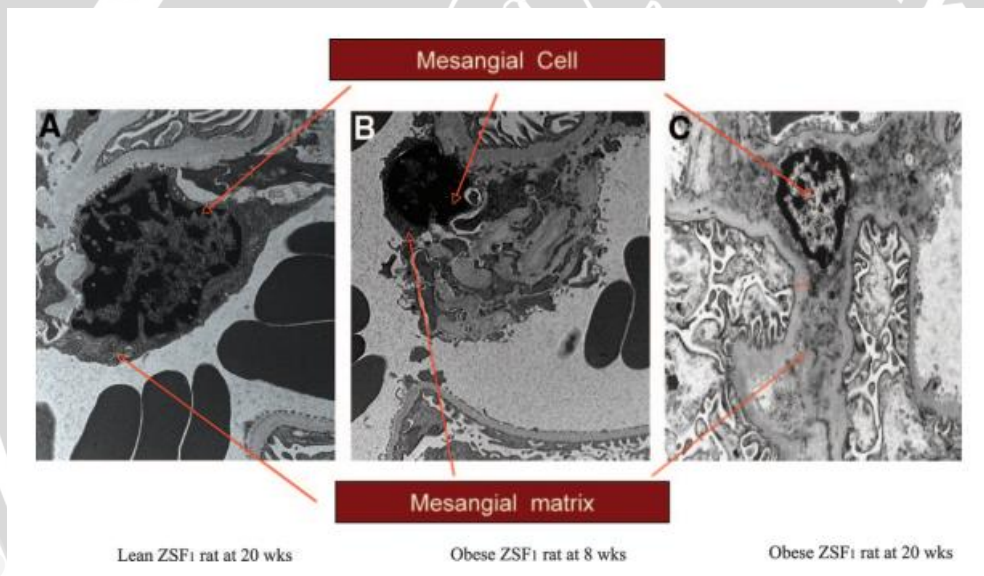 Mesangial Cell
A
B
C
Mesangial matrix
Lean ZSF1 rat at 20 wks
Obese ZSF1 rat at 8 wks
Obese ZSF1 rat at 20 wks